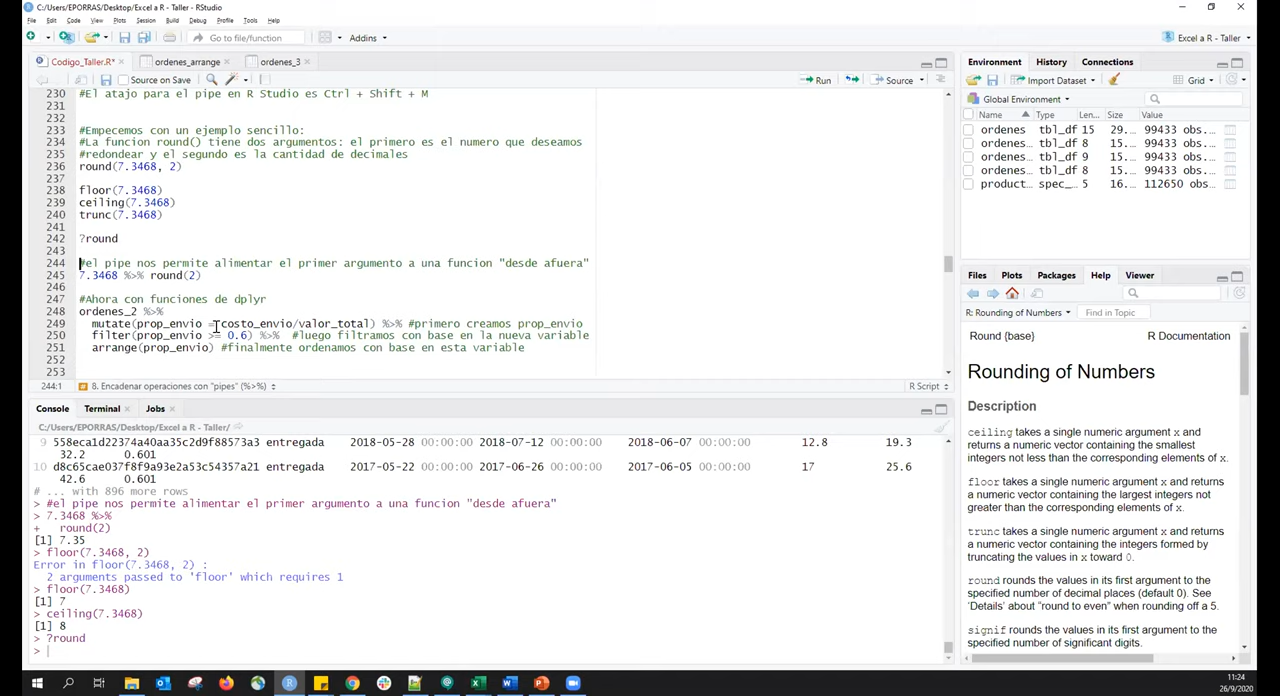 C:/Users/EPORRAS/Desktop/Excel a R - Taller - RStudio
File Edit Code View Plots Session Build Debug Profile Tools Help
Go to file/function Addins Excel a R - Taller
Codigo_Taller.R* ordenes_arrange ordenes_3
Source on Save Run Source
230 #El atajo para el pipe en R Studio es Ctrl + Shift + M
231
232
233 #Empecemos con un ejemplo sencillo:
234 #La funcion round() tiene dos argumentos: el primero es el numero que deseamos
235 #redondear y el segundo es la cantidad de decimales
236 round(7.3468, 2)
237
238 floor(7.3468)
239 ceiling(7.3468)
240 trunc(7.3468)
241
242 ?round
243
244 #el pipe nos permite alimentar el primer argumento a una funcion "desde afuera"
245 7.3468 %>% round(2)
246
247 #Ahora con funciones de dplyr
248 ordenes_2 %>%
249 mutate(prop_envio = costo_envio/valor_total) %>% #primero creamos prop_envio
250 filter(prop_envio >= 0.6) %>% #luego filtramos con base en la nueva variable
251 arrange(prop_envio) #finalmente ordenamos con base en esta variable
252
253
244:1 8. Encadenar operaciones con "pipes" (%>%) R Script
Console Terminal Jobs
C:/Users/EPORRAS/Desktop/Excel a R - Taller/
9 558eca1d22374a40aa35c2d9f88573a3 entregada 2018-05-28 00:00:00 2018-07-12 00:00:00 2018-06-07 00:00:00 12.8 19.3
32.2 0.601
10 d8c65cae037f8f9a93e2a53c54357a21 entregada 2017-05-22 00:00:00 2017-06-26 00:00:00 2017-06-05 00:00:00 17 25.6
42.6 0.601
# ... with 896 more rows
> #el pipe nos permite alimentar el primer argumento a una funcion "desde afuera"
> 7.3468 %>%
+ round(2)
[1] 7.35
> floor(7.3468, 2)
Error in floor(7.3468, 2) :
2 arguments passed to 'floor' which requires 1
> floor(7.3468)
[1] 7
> ceiling(7.3468)
[1] 8
> ?round
>
Environment History Connections
Import Dataset Grid
Global Environment
Name Type Len... Size Value
ordenes tbl_df 15 29... 99433 obs...
ordenes... tbl_df 8 15... 99433 obs...
ordenes... tbl_df 9 15... 99433 obs...
ordenes... tbl_df 8 15... 99433 obs...
product... spec_... 5 16... 112650 obs...
Files Plots Packages Help Viewer
R: Rounding of Numbers Find in Topic
Round {base} R Documentation
Rounding of Numbers
Description
ceiling takes a single numeric argument x and
returns a numeric vector containing the smallest
integers not less than the corresponding elements of x.
floor takes a single numeric argument x and returns
a numeric vector containing the largest integers not
greater than the corresponding elements of x.
trunc takes a single numeric argument x and returns
a numeric vector containing the integers formed by
truncating the values in x toward 0.
round rounds the values in its first argument to the
specified number of decimal places (default 0). See
'Details' about "round to even" when rounding off a 5.
signif rounds the values in its first argument to the
specified number of significant digits.
11:24
26/9/2020